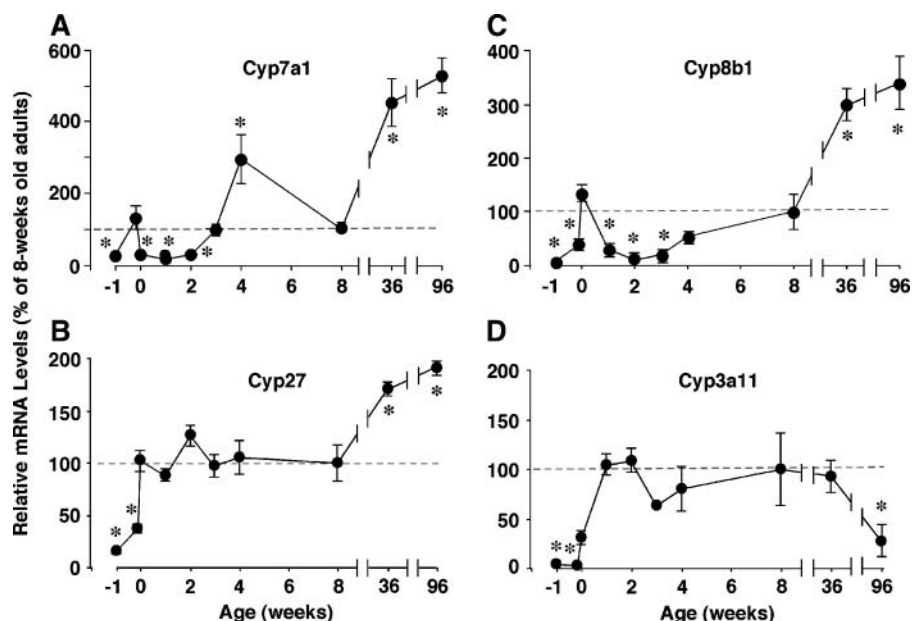 A
Cyp7a1
600
400
200
100
0
-1 0 2 4 6 8 36 96
* * * * * * *
C
Cyp8b1
400
300
200
100
0
-1 0 2 4 8 36 96
* * * * * * *
B
Cyp27
200
150
100
50
0
-1 0 2 4 6 8 36 96
Age (weeks)
* * * *
D
Cyp3a11
200
150
100
50
0
-1 0 2 4 6 8 36 96
Age (weeks)
* * *
Relative mRNA Levels (% of 8-weeks old adults)